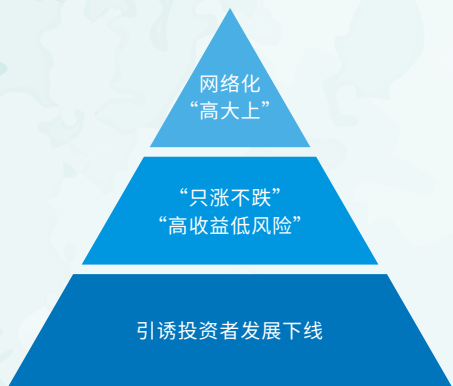 网络化
“高大上”
“只涨不跌”
“高收益低风险”
引诱投资者发展下线